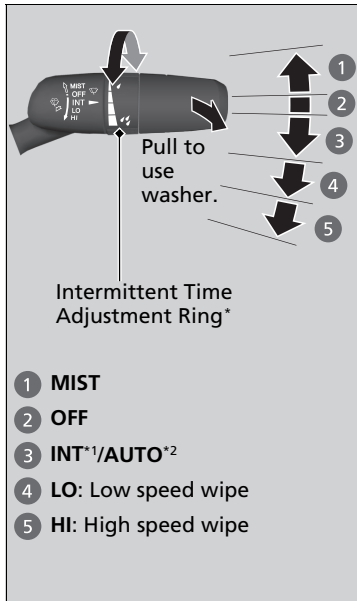 MIST
OFF
INT
LO
HI
1
2
3
4
5
Pull to
use
washer.
Intermittent Time
Adjustment Ring*
1 MIST
2 OFF
3 INT*1/AUTO*2
4 LO: Low speed wipe
5 HI: High speed wipe